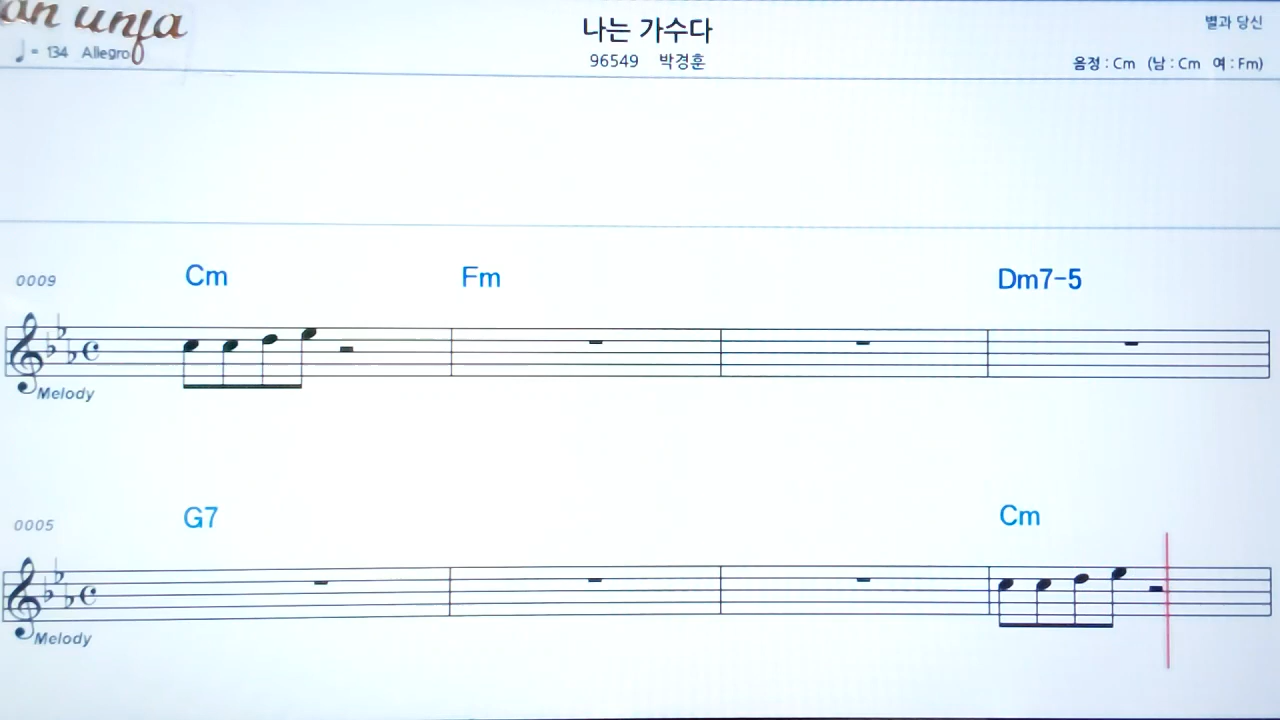 an unfa
나는 가수다
별과 당신
♩= 134 Allegro
96549 박경훈
음정 : Cm (남 : Cm 여 : Fm)
0009 Cm Fm Dm7-5
Melody
0005 G7 Cm
Melody